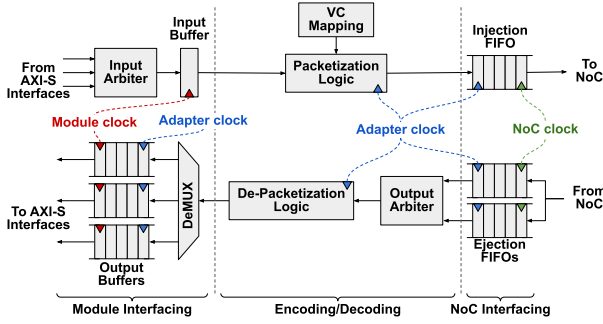 From
AXI-S
Interfaces
Input
Arbiter
Input
Buffer
VC
Mapping
Packetization
Logic
Injection
FIFO
To
NoC
Module clock
Adapter clock
Adapter clock
NoC clock
To AXI-S
Interfaces
Output
Buffers
DeMUX
De-Packetization
Logic
Output
Arbiter
Ejection
FIFOs
From
NoC
Module Interfacing
Encoding/Decoding
NoC Interfacing